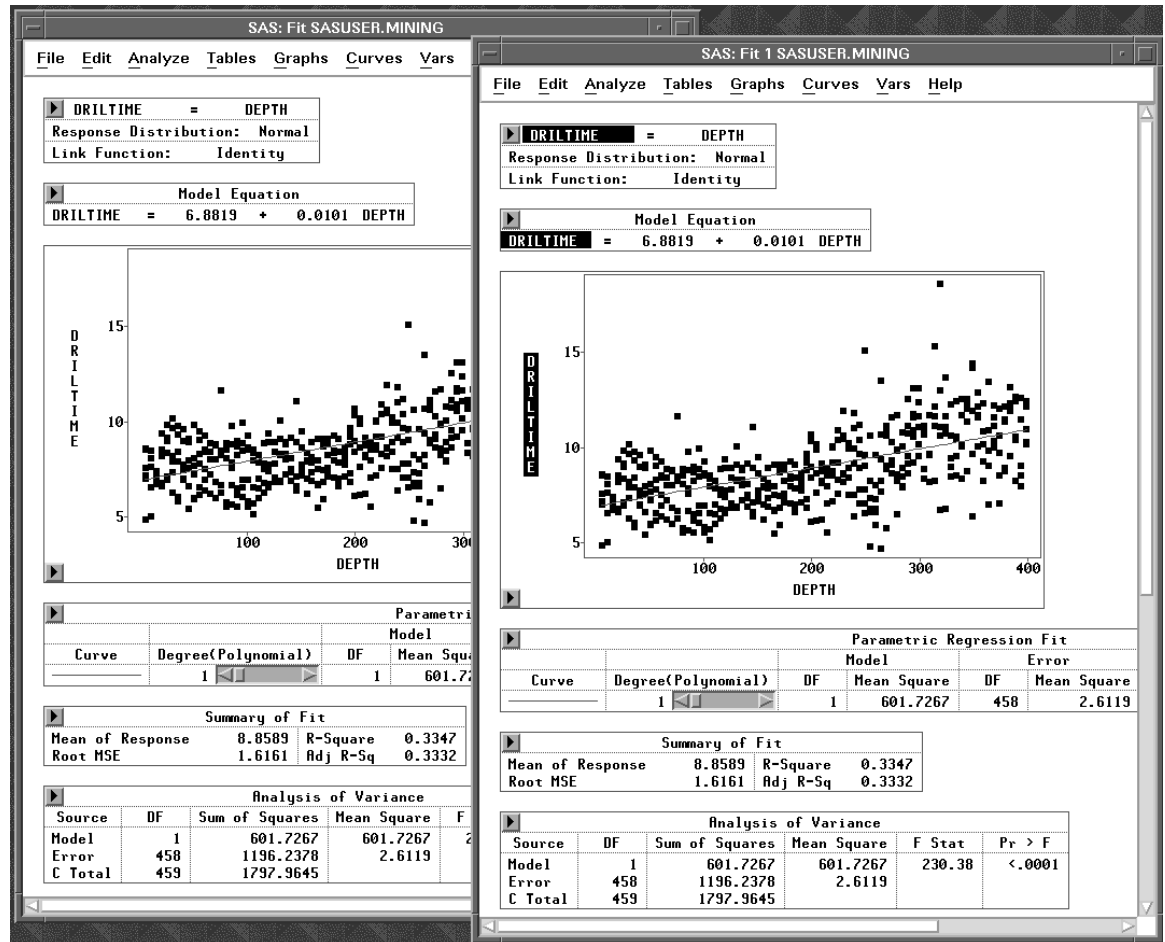 SAS: Fit SASUSER.MINING
File Edit Analyze Tables Graphs Curves Vars
DRILTIME = DEPTH
Response Distribution: Normal
Link Function: Identity
Model Equation
DRILTIME = 6.8819 + 0.0101 DEPTH
DRILTIME
15
10
5
100 200 300
DEPTH
Parametri
Model
Curve Degree(Polynomial) DF Mean Squa
1 1 601.72
Summary of Fit
Mean of Response 8.8589 R-Square 0.3347
Root MSE 1.6161 Adj R-Sq 0.3332
Analysis of Variance
Source DF Sum of Squares Mean Square F
Model 1 601.7267 601.7267 2
Error 458 1196.2378 2.6119
C Total 459 1797.9645
SAS: Fit 1 SASUSER.MINING
File Edit Analyze Tables Graphs Curves Vars Help
DRILTIME = DEPTH
Response Distribution: Normal
Link Function: Identity
Model Equation
DRILTIME = 6.8819 + 0.0101 DEPTH
DRILTIME
15
10
5
100 200 300 400
DEPTH
Parametric Regression Fit
Model Error
Curve Degree(Polynomial) DF Mean Square DF Mean Square
1 1 601.7267 458 2.6119
Summary of Fit
Mean of Response 8.8589 R-Square 0.3347
Root MSE 1.6161 Adj R-Sq 0.3332
Analysis of Variance
Source DF Sum of Squares Mean Square F Stat Pr > F
Model 1 601.7267 601.7267 230.38 <.0001
Error 458 1196.2378 2.6119
C Total 459 1797.9645